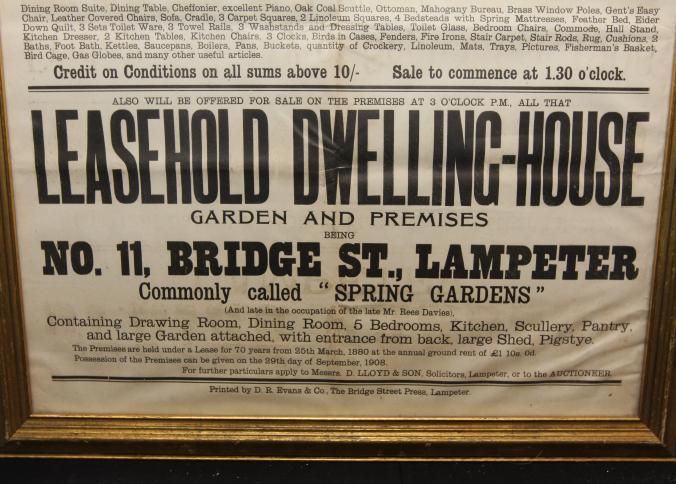 Dining Room Suite, Dining Table, Cheffonier, excellent Piano, Oak Coal Scuttle, Ottoman, Mahogany Bureau, Brass Window Poles, Gent's Easy
Chair, Leather Covered Chairs, Sofa, Cradle, 3 Carpet Squares, 2 Linoleum Squares, 4 Bedsteads with Spring Mattresses, Feather Bed, Eider
Down Quilt, 3 Sets Toilet Ware, 3 Towel Rails, 3 Washstands and Dressing Tables, Toilet Glass, Bedroom Chairs, Commode, Hall Stand,
Kitchen Dresser, 2 Kitchen Tables, Kitchen Chairs, 3 Clocks, Birds in Cases, Fenders, Fire Irons, Stair Carpet, Stair Rods, Rug, Cushions, 2
Baths, Foot Bath, Kettles, Saucepans, Boilers, Pans, Buckets, quantity of Crockery, Linoleum, Mats, Trays, Pictures, Fisherman's Basket,
Bird Cage, Gas Globes, and many other useful articles.
Credit on Conditions on all sums above 10/- Sale to commence at 1.30 o'clock.
ALSO WILL BE OFFERED FOR SALE ON THE PREMISES AT 3 O'CLOCK P.M., ALL THAT
LEASEHOLD DWELLING-HOUSE
GARDEN AND PREMISES
BEING
NO. 11, BRIDGE ST., LAMPETER
Commonly called "SPRING GARDENS"
(And late in the occupation of the late Mr. Rees Davies),
Containing Drawing Room, Dining Room, 5 Bedrooms, Kitchen, Scullery, Pantry,
and large Garden attached, with entrance from back, large Shed, Pigstye.
The Premises are held under a Lease for 70 years from 25th March, 1880 at the annual ground rent of £1 10s. 0d.
Possession of the Premises can be given on the 29th day of September, 1908.
For further particulars apply to Messrs. D. LLOYD & SON, Solicitors, Lampeter, or to the AUCTIONEER.
Printed by D. R. Evans & Co., The Bridge Street Press, Lampeter.